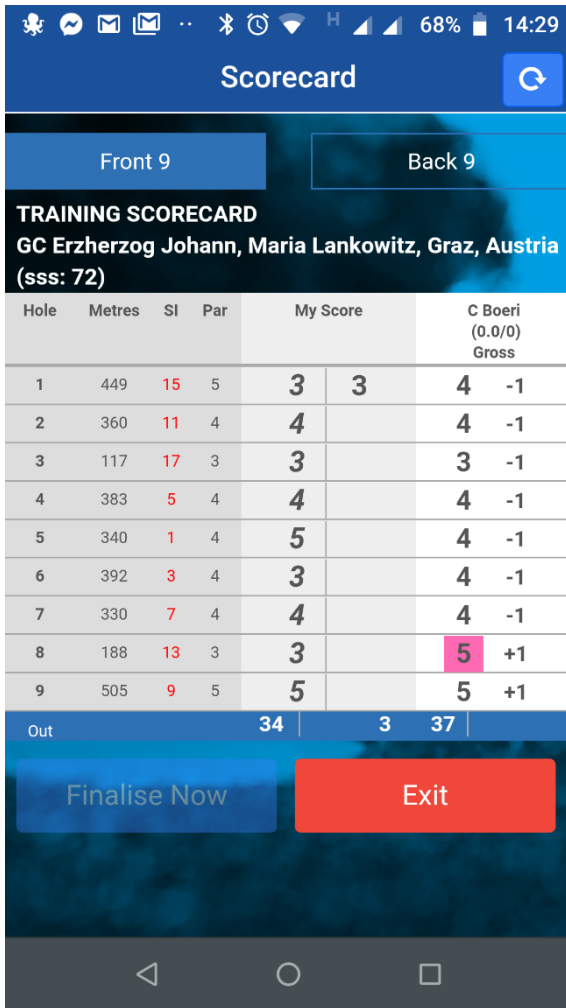 H 68% 14:29
Scorecard
Front 9 Back 9
TRAINING SCORECARD
GC Erzherzog Johann, Maria Lankowitz, Graz, Austria
(sss: 72)
Hole Metres SI Par My Score C Boeri
(0.0/0)
Gross
1 449 15 5 3 3 4 -1
2 360 11 4 4 4 -1
3 117 17 3 3 3 -1
4 383 5 4 4 4 -1
5 340 1 4 5 4 -1
6 392 3 4 3 4 -1
7 330 7 4 4 4 -1
8 188 13 3 3 5 +1
9 505 9 5 5 5 +1
Out 34 3 37
Finalise Now Exit